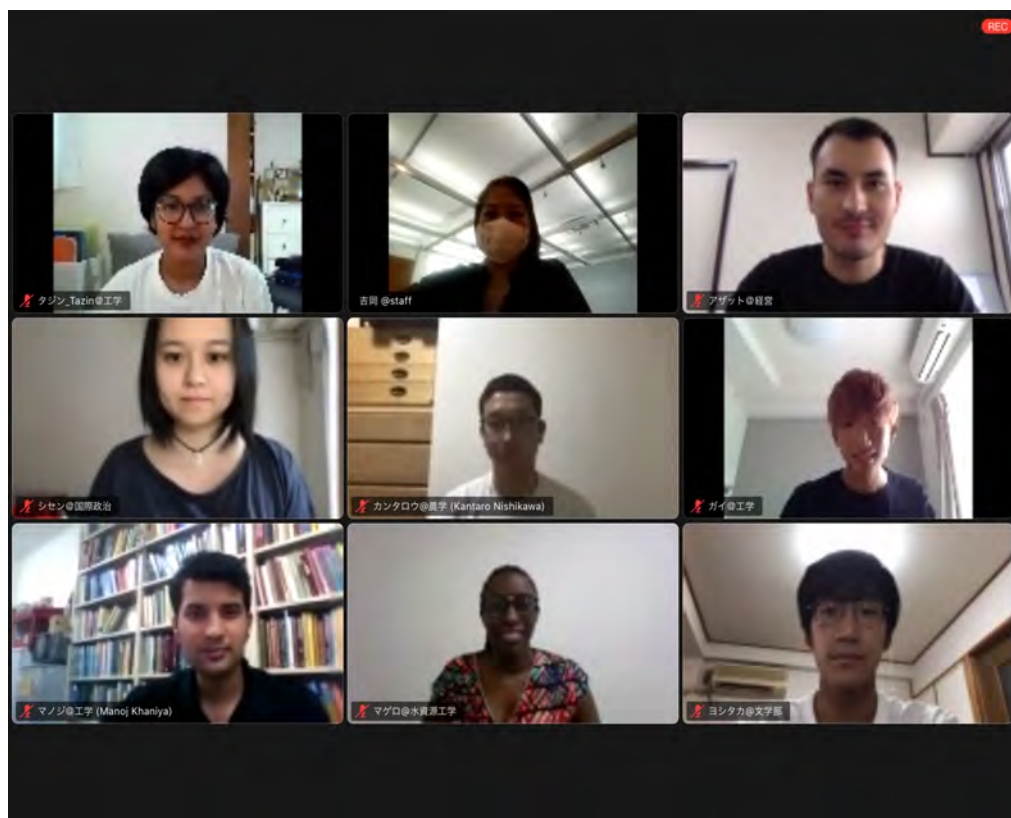 REC
タジン_Tazin@工学
吉岡 @staff
アザット@経営
シセン@国際政治
カンタロウ@農学 (Kantaro Nishikawa)
ガイ@工学
マノジ@工学 (Manoj Khaniya)
マゲロ@水資源工学
ヨシタカ@文学部